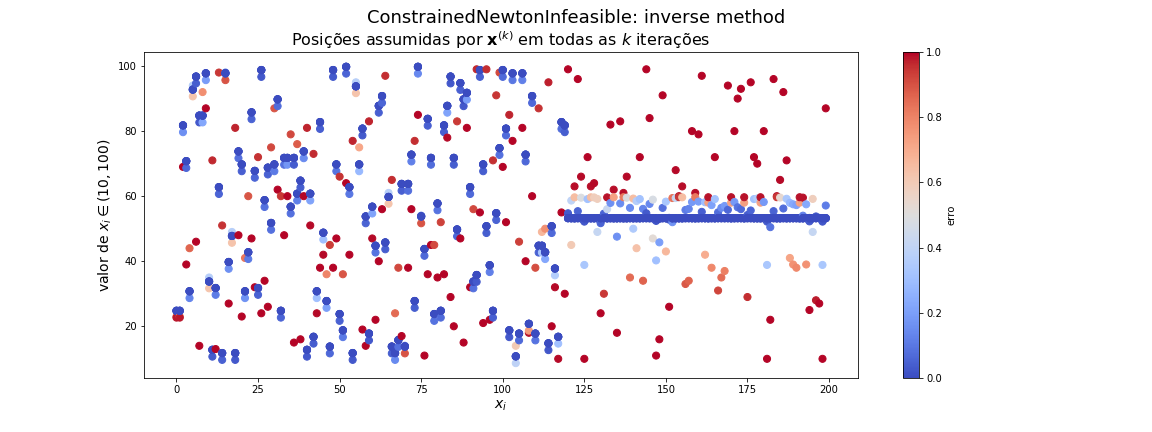 ConstrainedNewtonInfeasible: inverse method
Posições assumidas por x^(k) em todas as k iterações
valor de x_i ∈ (10, 100)
100
80
60
40
20
0 25 50 75 100 125 150 175 200
x_i
1.0
0.8
0.6
0.4
0.2
0.0
erro